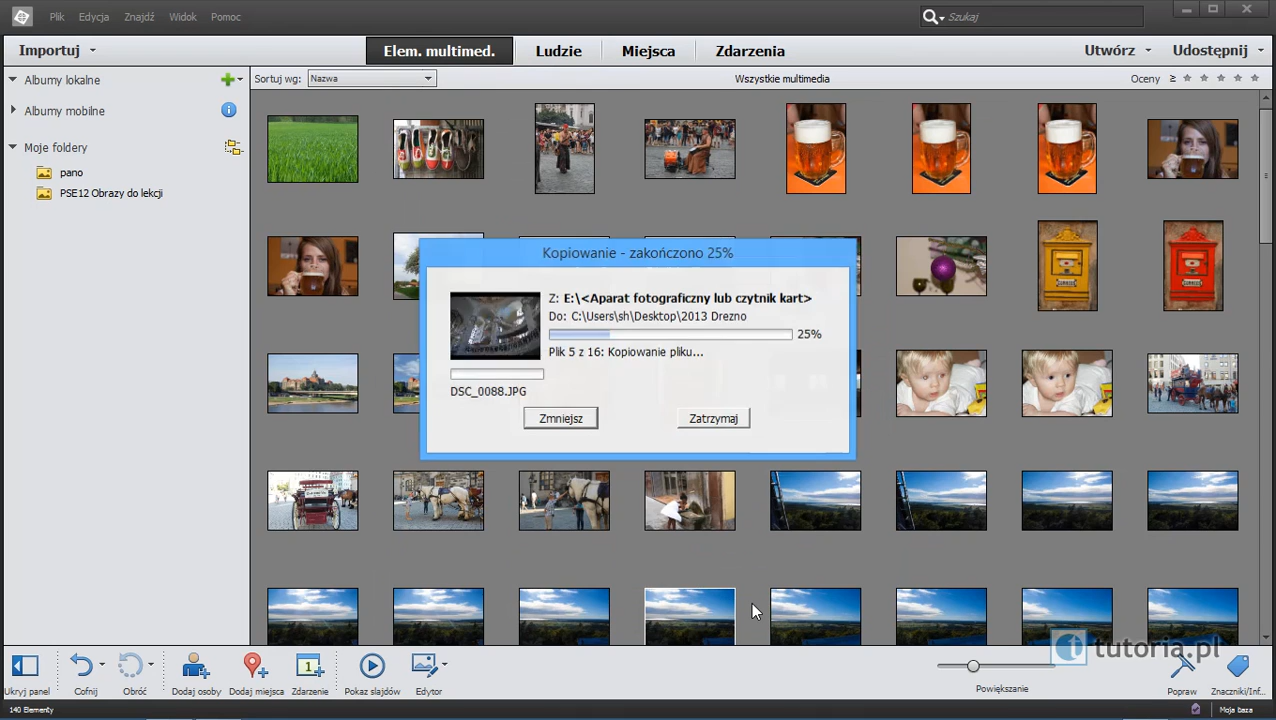 Plik Edycja Znajdź Widok Pomoc
Szukaj
Importuj
Elem. multimed. Ludzie Miejsca Zdarzenia
Utwórz Udostępnij
Albumy lokalne
Albumy mobilne
Moje foldery
pano
PSE12 Obrazy do lekcji
Sortuj wg: Nazwa
Wszystkie multimedia
Oceny ≥
Kopiowanie - zakończono 25%
Z: E:\<Aparat fotograficzny lub czytnik kart>
Do: C:\Users\sh\Desktop\2013 Drezno
25%
Plik 5 z 16: Kopiowanie pliku...
DSC_0088.JPG
Zmniejsz Zatrzymaj
tutoria.pl
1
Ukryj panel Cofnij Obróć Dodaj osoby Dodaj miejsca Zdarzenie Pokaz slajdów Edytor Powiększanie Popraw Znaczniki/Inf...
140 Elementy
Moja baza